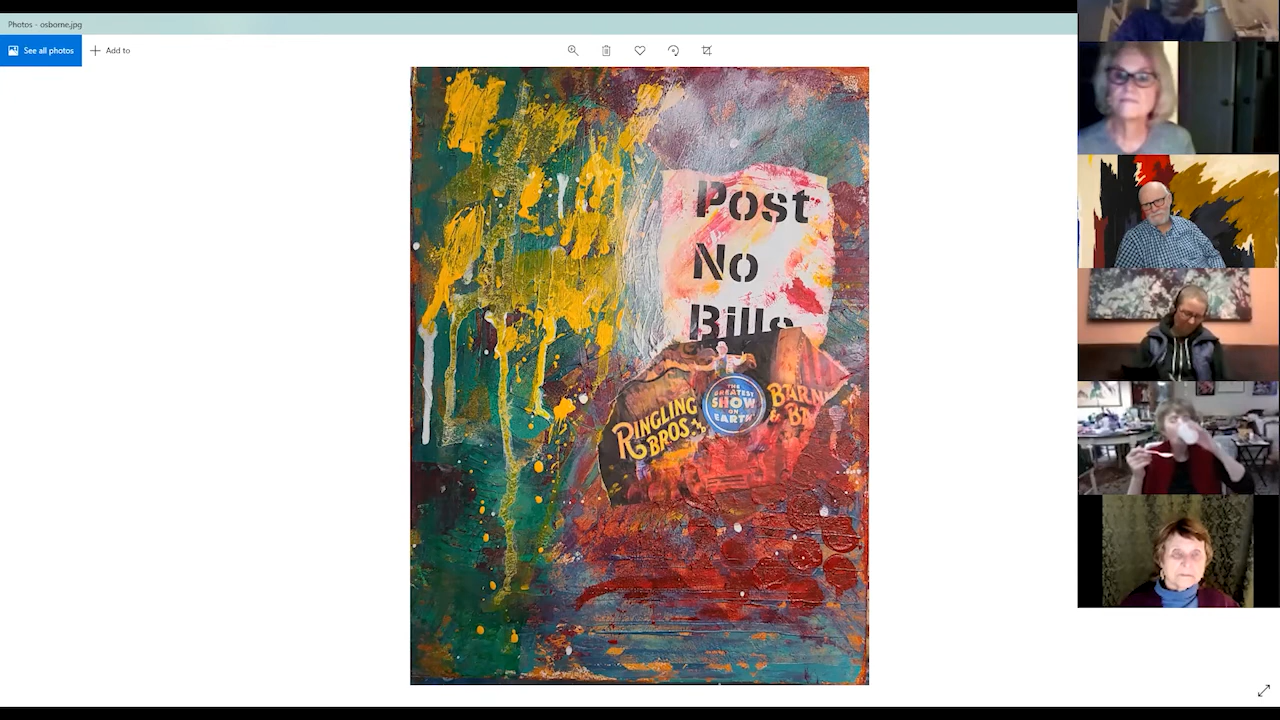 Photos - osborne.jpg
See all photos
Add to
Post
No
Bills
RINGLING
BROS.
THE
GREATEST
SHOW
ON
EARTH
BARN
& BA